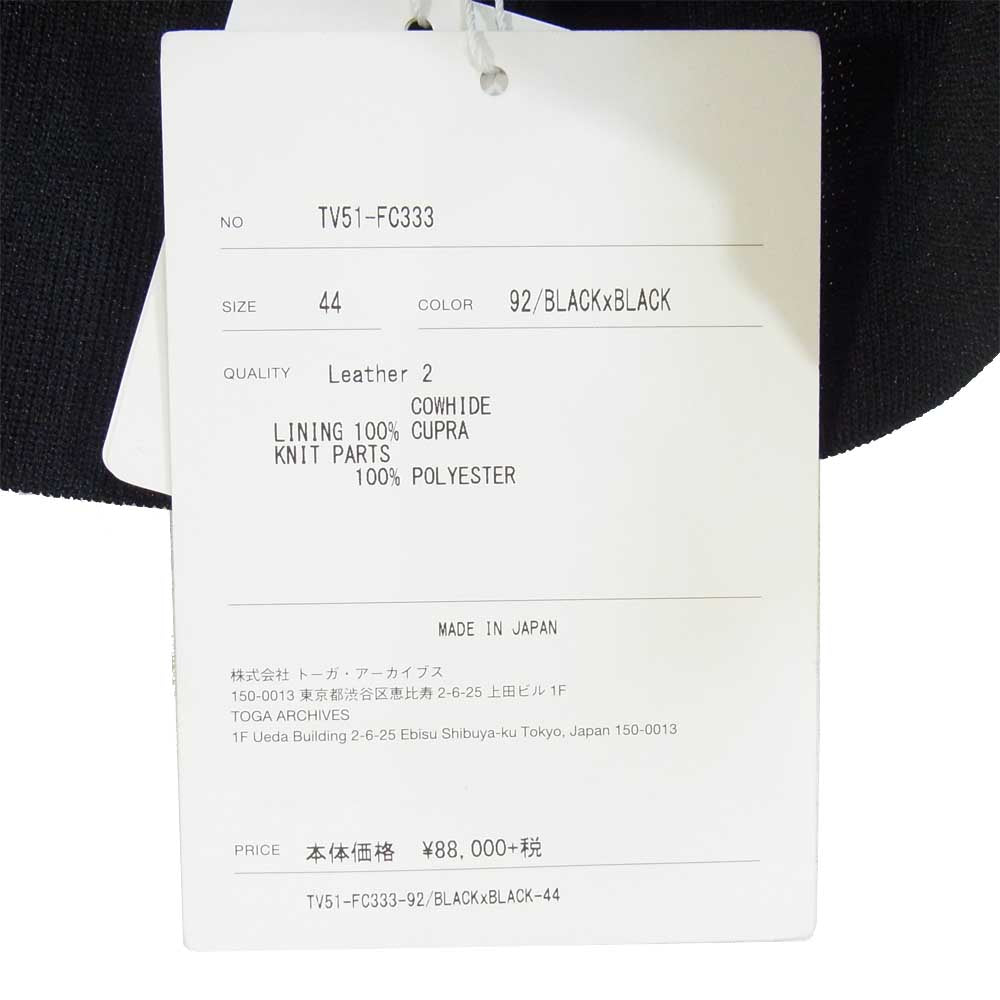 NO TV51-FC333
SIZE 44 COLOR 92/BLACKxBLACK
QUALITY Leather 2
COWHIDE
LINING 100% CUPRA
KNIT PARTS
100% POLYESTER
MADE IN JAPAN
株式会社 トーガ・アーカイブス
150-0013 東京都渋谷区恵比寿 2-6-25 上田ビル 1F
TOGA ARCHIVES
1F Ueda Building 2-6-25 Ebisu Shibuya-ku Tokyo, Japan 150-0013
PRICE 本体価格 ¥88,000+税
TV51-FC333-92/BLACKxBLACK-44